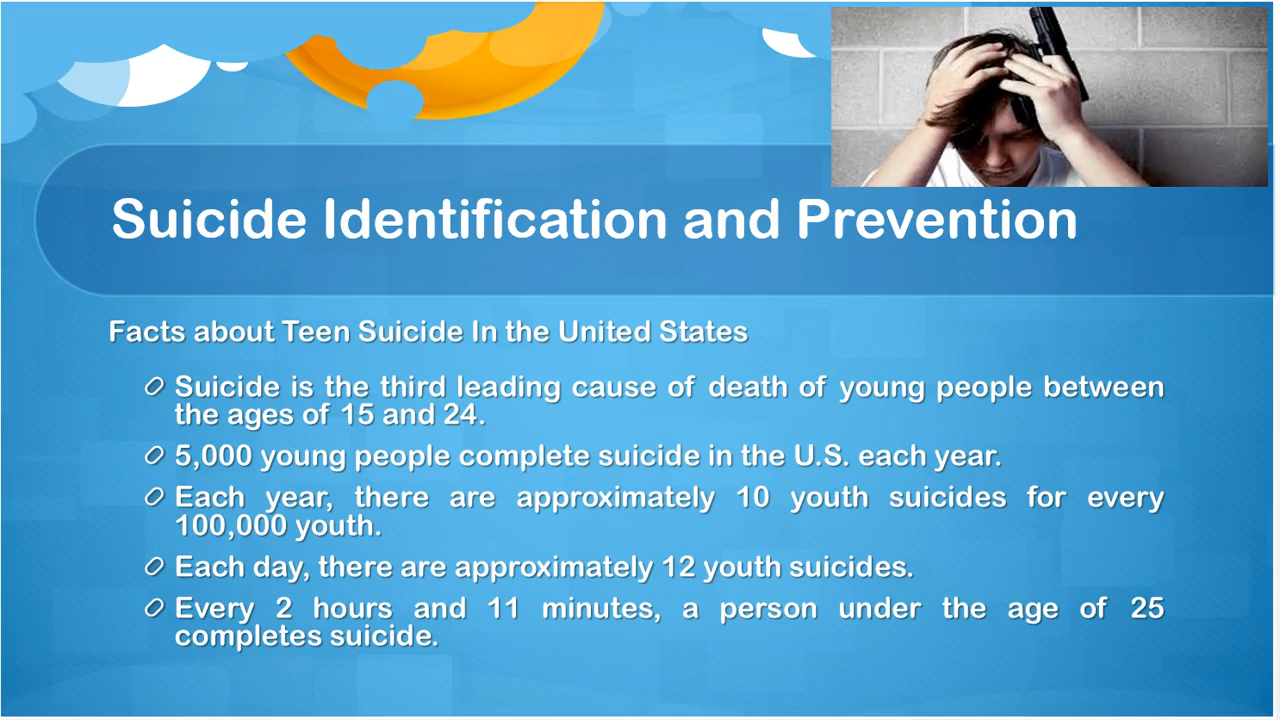 Suicide Identification and Prevention
Facts about Teen Suicide In the United States
Suicide is the third leading cause of death of young people between
the ages of 15 and 24.
5,000 young people complete suicide in the U.S. each year.
Each year, there are approximately 10 youth suicides for every
100,000 youth.
Each day, there are approximately 12 youth suicides.
Every 2 hours and 11 minutes, a person under the age of 25
completes suicide.